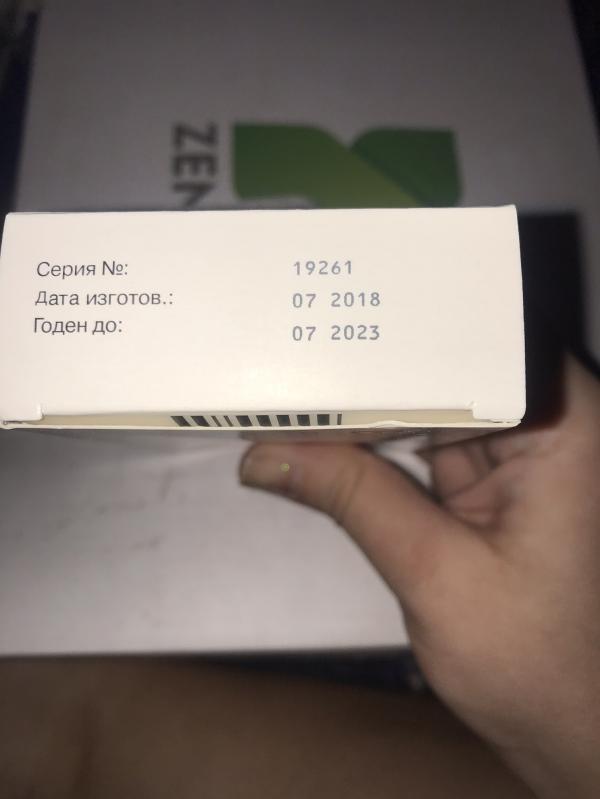 ZEN
Серия №: 19261
Дата изготов.: 07 2018
Годен до: 07 2023